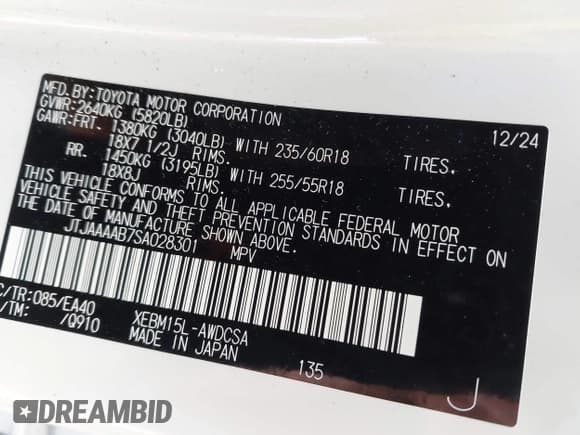 MFD.BY:TOYOTA MOTOR CORPORATION 12/24
GVWR:2640KG (5820LB)
GAWR:FRT. 1380KG (3040LB) WITH 235/60R18 TIRES.
18X7 1/2J RIMS.
RR. 1450KG (3195LB) WITH 255/55R18 TIRES.
18X8J RIMS.
THIS VEHICLE CONFORMS TO ALL APPLICABLE FEDERAL MOTOR
VEHICLE SAFETY AND THEFT PREVENTION STANDARDS IN EFFECT ON
THE DATE OF MANUFACTURE SHOWN ABOVE.
JTJAAAAB7SA028301 MPV
C/TR:085/EA40
/TM: /Q910 XEBM15L-AWDCSA
MADE IN JAPAN 135 J
DREAMBID